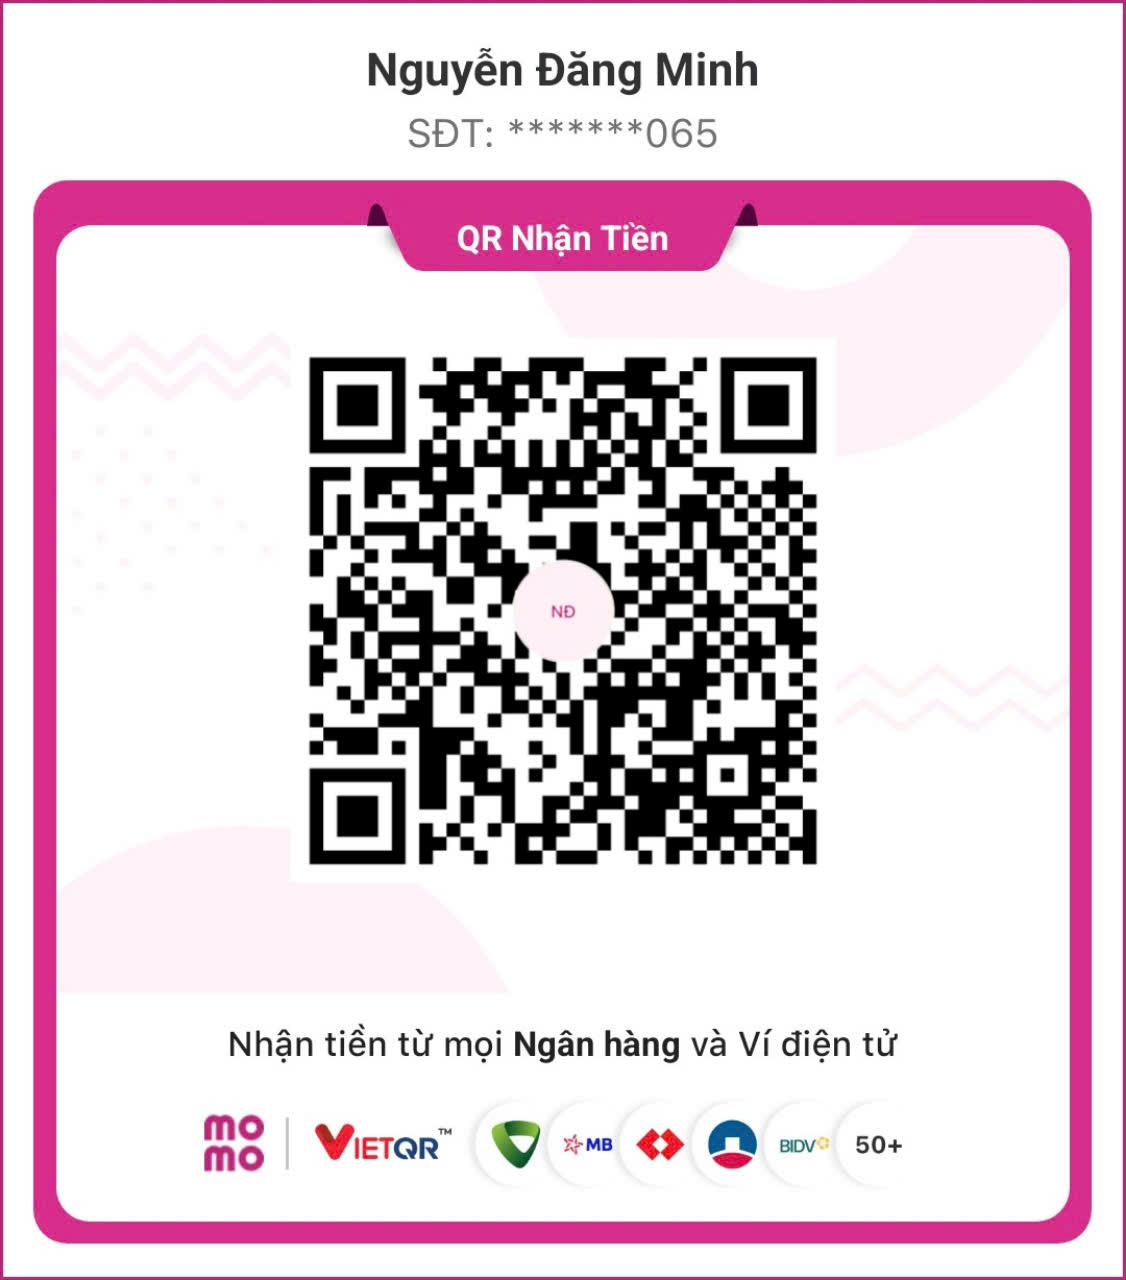 Nguyễn Đăng Minh
SĐT: *******065
QR Nhận Tiền
NĐ
Nhận tiền từ mọi Ngân hàng và Ví điện tử
mo
mo
VIETQR™
MB
BIDV
50+